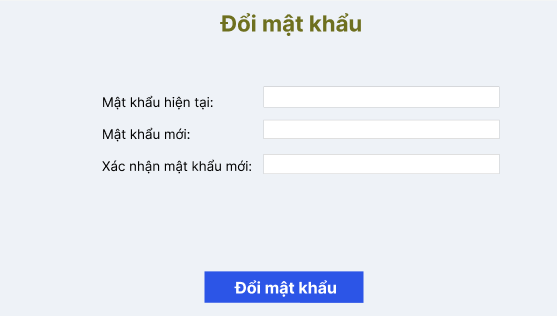 Đổi mật khẩu
Mật khẩu hiện tại:
Mật khẩu mới:
Xác nhận mật khẩu mới:
Đổi mật khẩu